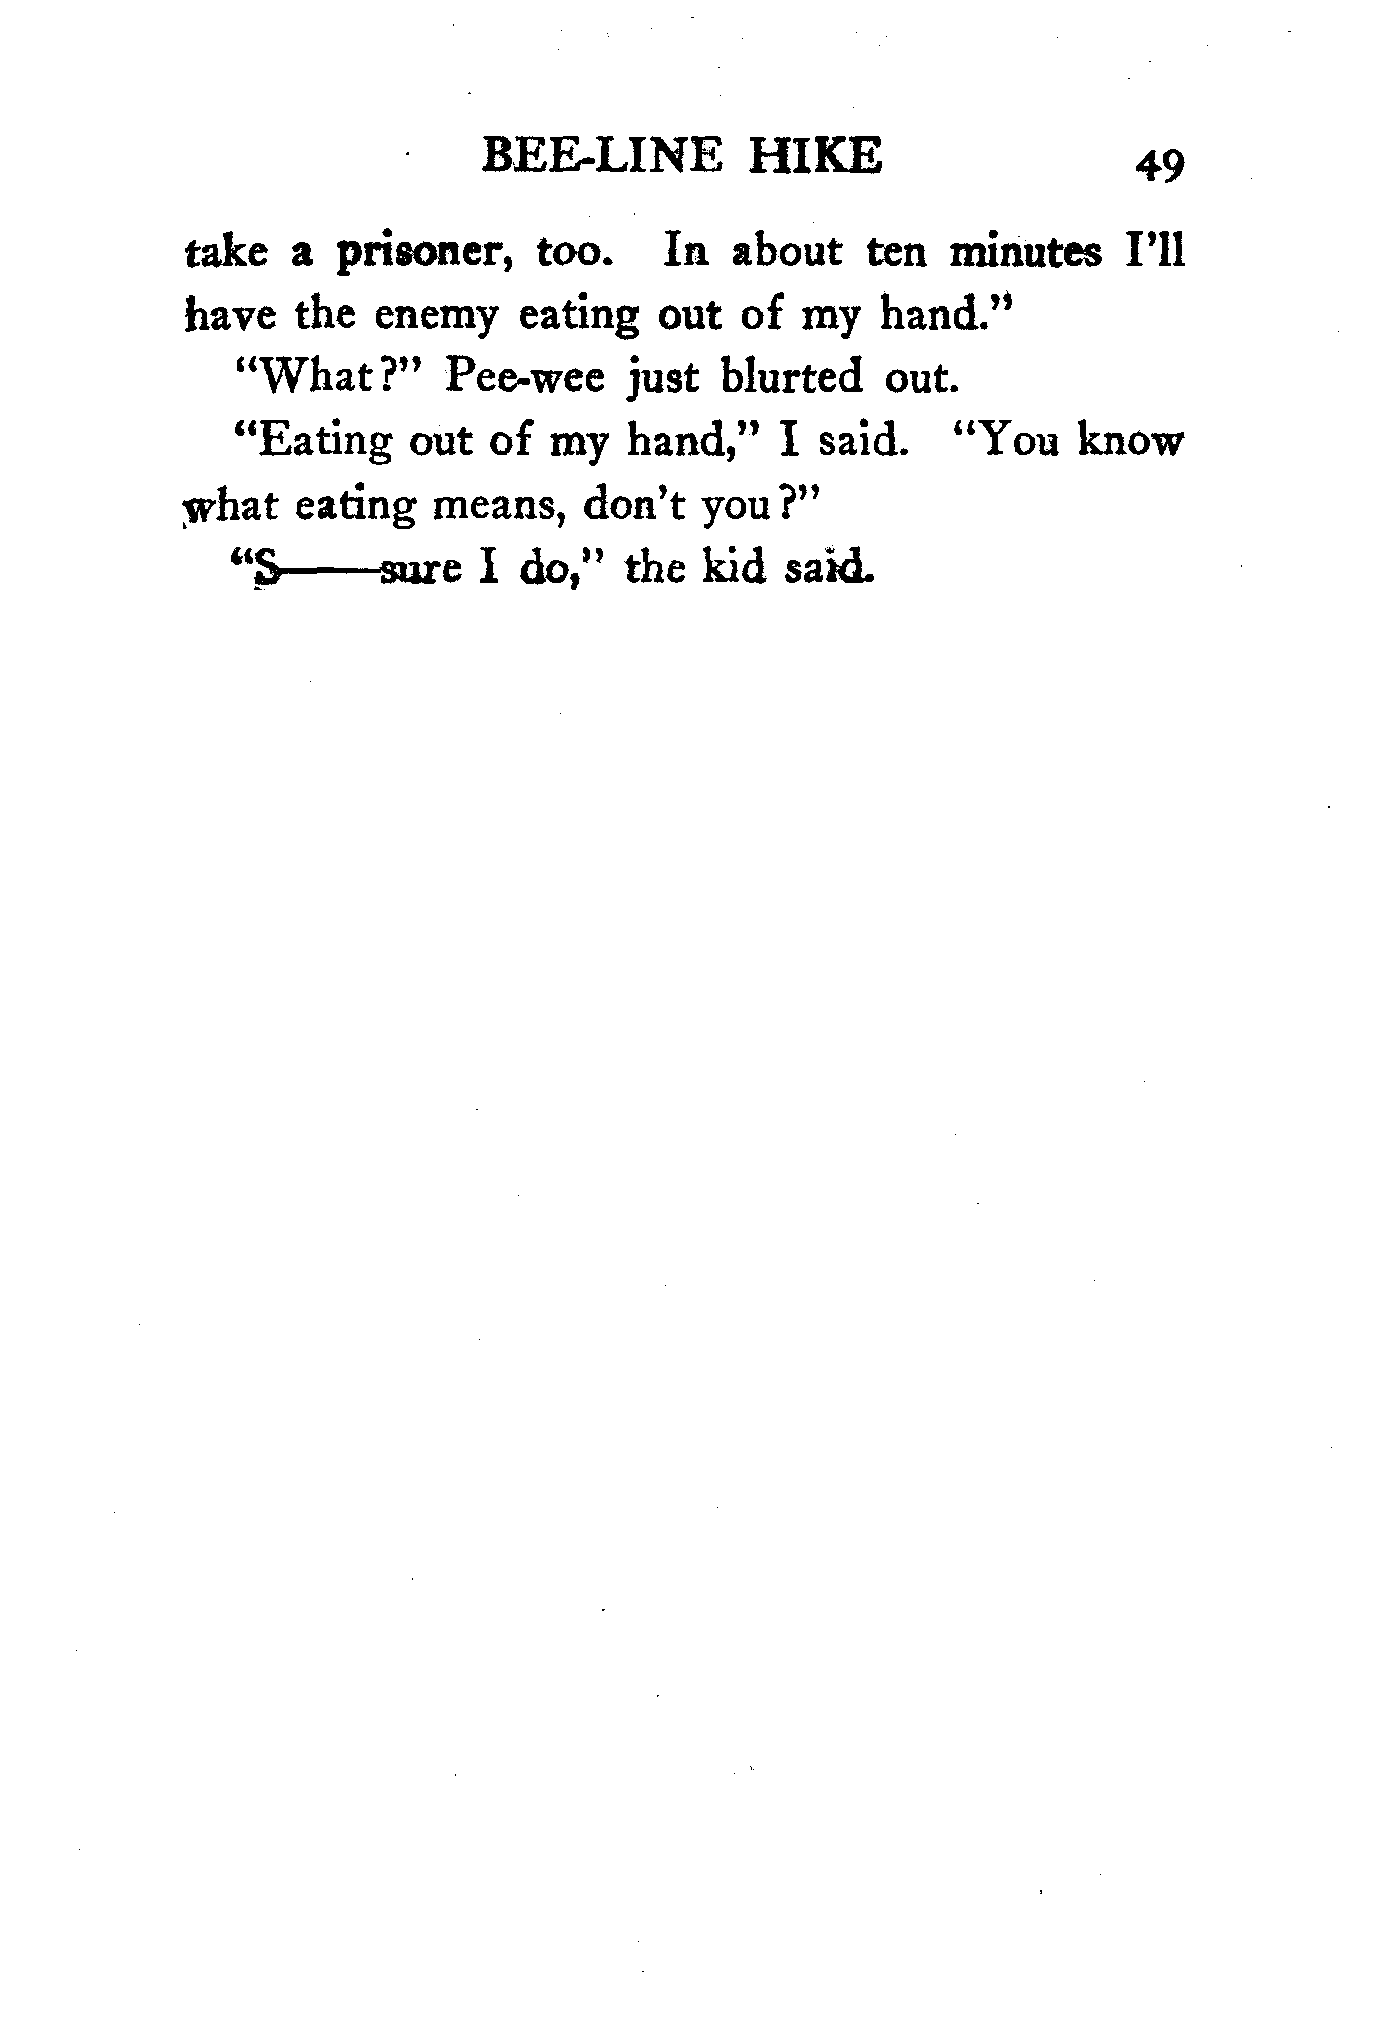 BEE-LINE HIKE 49
take a prisoner, too. In about ten minutes I'll
have the enemy eating out of my hand."
"What?" Pee-wee just blurted out.
"Eating out of my hand," I said. "You know
what eating means, don't you?"
"S——sure I do," the kid said.